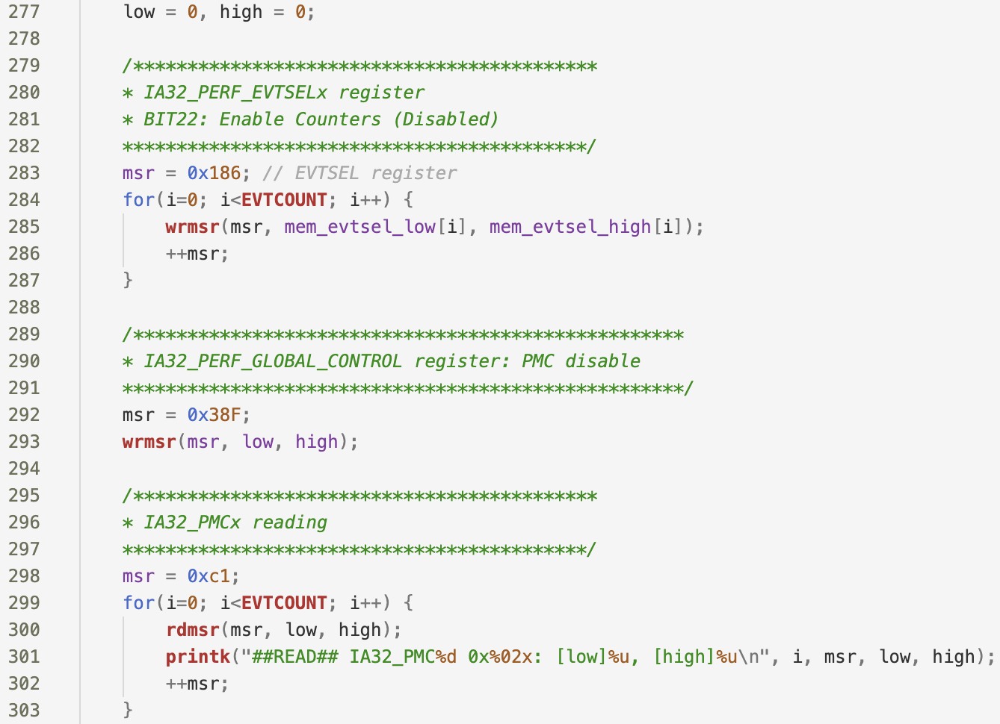 277 low = 0, high = 0;
278
279 /*******************************************
280 * IA32_PERF_EVTSELx register
281 * BIT22: Enable Counters (Disabled)
282 *******************************************/
283 msr = 0x186; // EVTSEL register
284 for(i=0; i<EVTCOUNT; i++) {
285 wrmsr(msr, mem_evtsel_low[i], mem_evtsel_high[i]);
286 ++msr;
287 }
288
289 /***************************************************
290 * IA32_PERF_GLOBAL_CONTROL register: PMC disable
291 ****************************************************/
292 msr = 0x38F;
293 wrmsr(msr, low, high);
294
295 /*******************************************
296 * IA32_PMCx reading
297 *******************************************/
298 msr = 0xc1;
299 for(i=0; i<EVTCOUNT; i++) {
300 rdmsr(msr, low, high);
301 printk("##READ## IA32_PMC%d 0x%02x: [low]%u, [high]%u\n", i, msr, low, high);
302 ++msr;
303 }